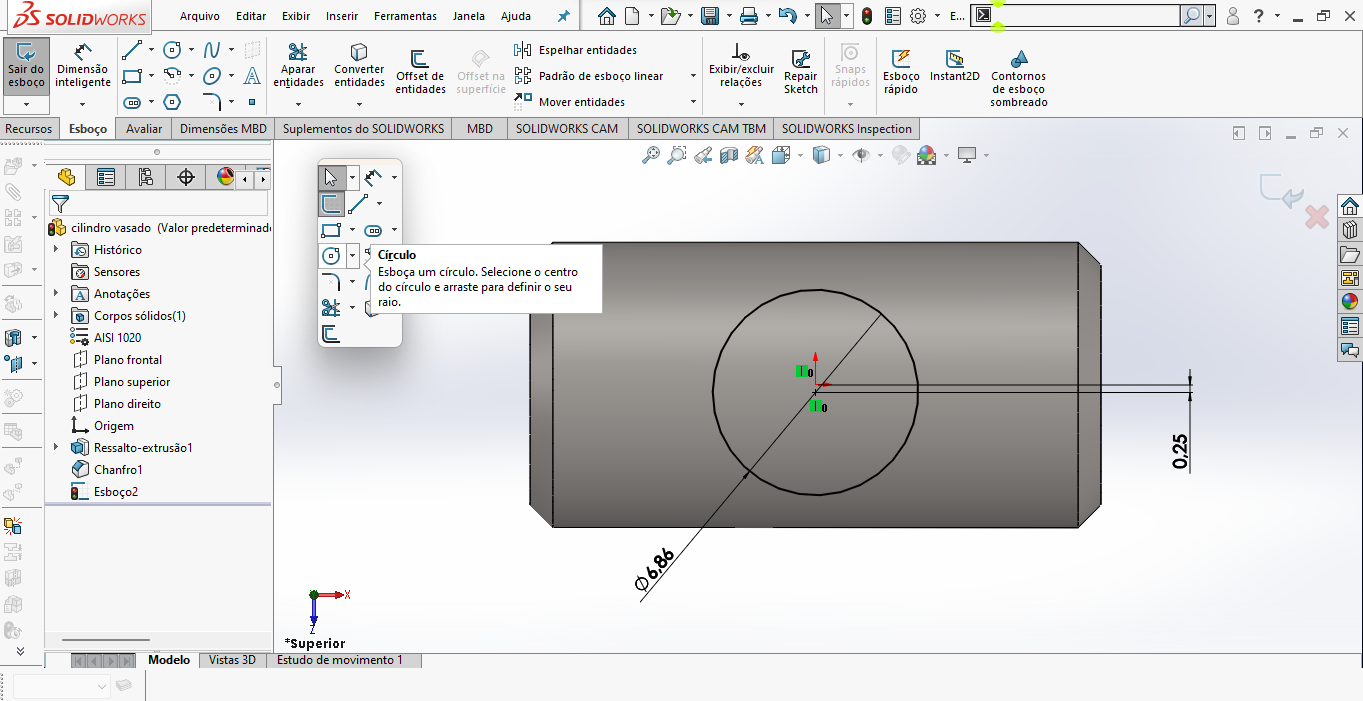 SOLIDWORKS
Arquivo Editar Exibir Inserir Ferramentas Janela Ajuda
E...
?
Sair do esboço
Dimensão inteligente
Aparar entidades
Converter entidades
Offset de entidades
Offset na superfície
Espelhar entidades
Padrão de esboço linear
Mover entidades
Exibir/excluir relações
Repair Sketch
Snaps rápidos
Esboço rápido
Instant2D
Contornos de esboço sombreado
Recursos Esboço Avaliar Dimensões MBD Suplementos do SOLIDWORKS MBD SOLIDWORKS CAM SOLIDWORKS CAM TBM SOLIDWORKS Inspection
cilindro vasado (Valor predeterminado
Histórico
Sensores
Anotações
Corpos sólidos(1)
AISI 1020
Plano frontal
Plano superior
Plano direito
Origem
Ressalto-extrusão1
Chanfro1
Esboço2
Círculo
Esboça um círculo. Selecione o centro
do círculo e arraste para definir o seu
raio.
0
0
0,25
∅6,86
X
Z
*Superior
Modelo Vistas 3D Estudo de movimento 1